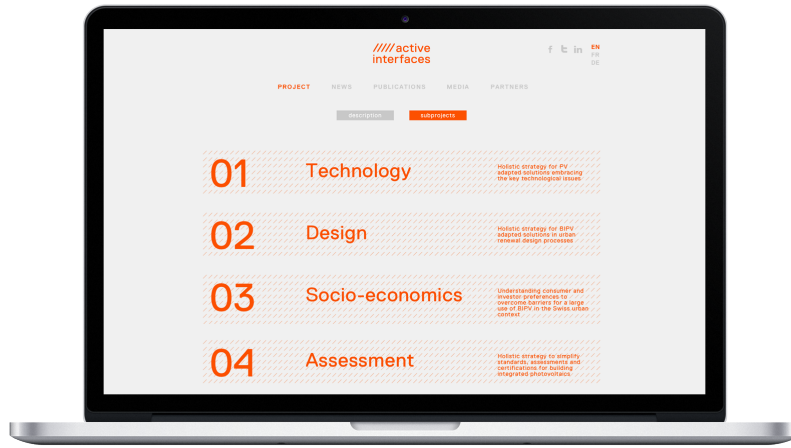 /////active
interfaces
EN
FR
DE
PROJECT NEWS PUBLICATIONS MEDIA PARTNERS
description subprojects
01 Technology
Holistic strategy for PV
adapted solutions embracing
the key technological issues
02 Design
Holistic strategy for BIPV
adapted solutions in urban
renewal design processes
03 Socio-economics
Understanding consumer and
investor preferences to
overcome barriers for a large
use of BIPV in the Swiss urban
context
04 Assessment
Holistic strategy to simplify
standards, assessments and
certifications for building
integrated photovoltaics